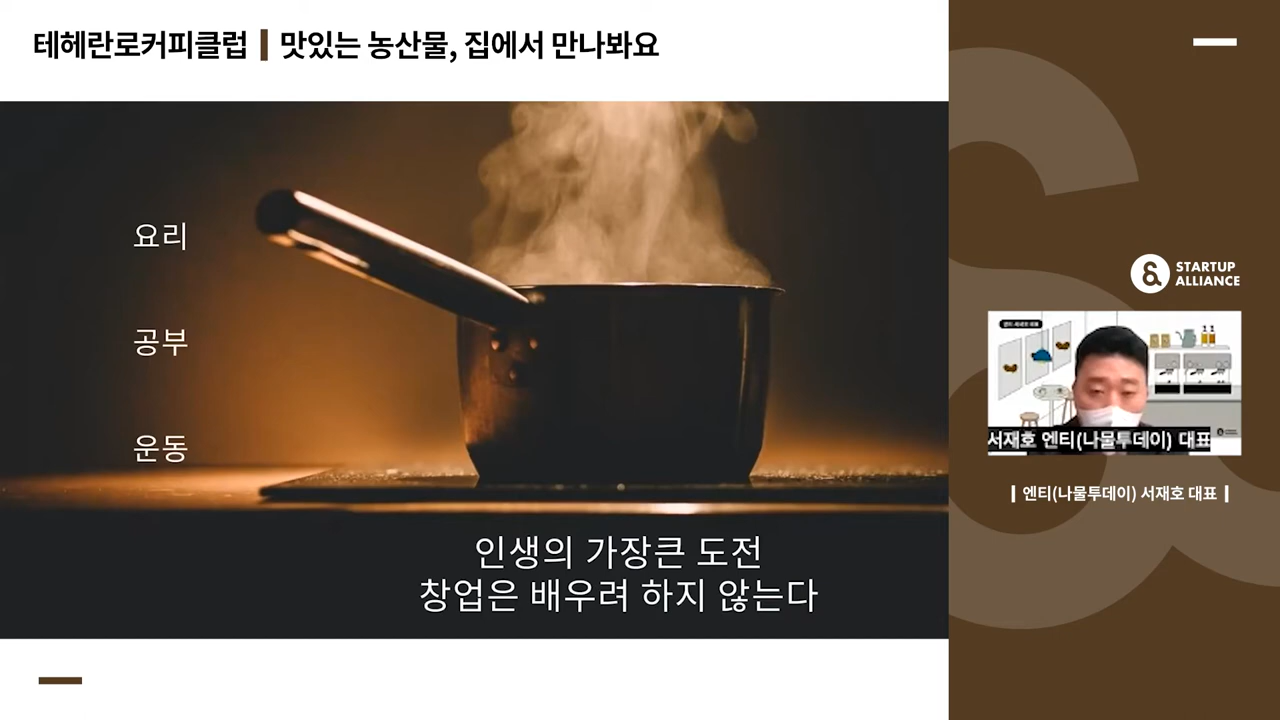 테헤란로커피클럽 | 맛있는 농산물, 집에서 만나봐요
요리
공부
운동
인생의 가장큰 도전
창업은 배우려 하지 않는다
STARTUP
ALLIANCE
서재호 엔티(나물투데이) 대표
| 엔티(나물투데이) 서재호 대표 |